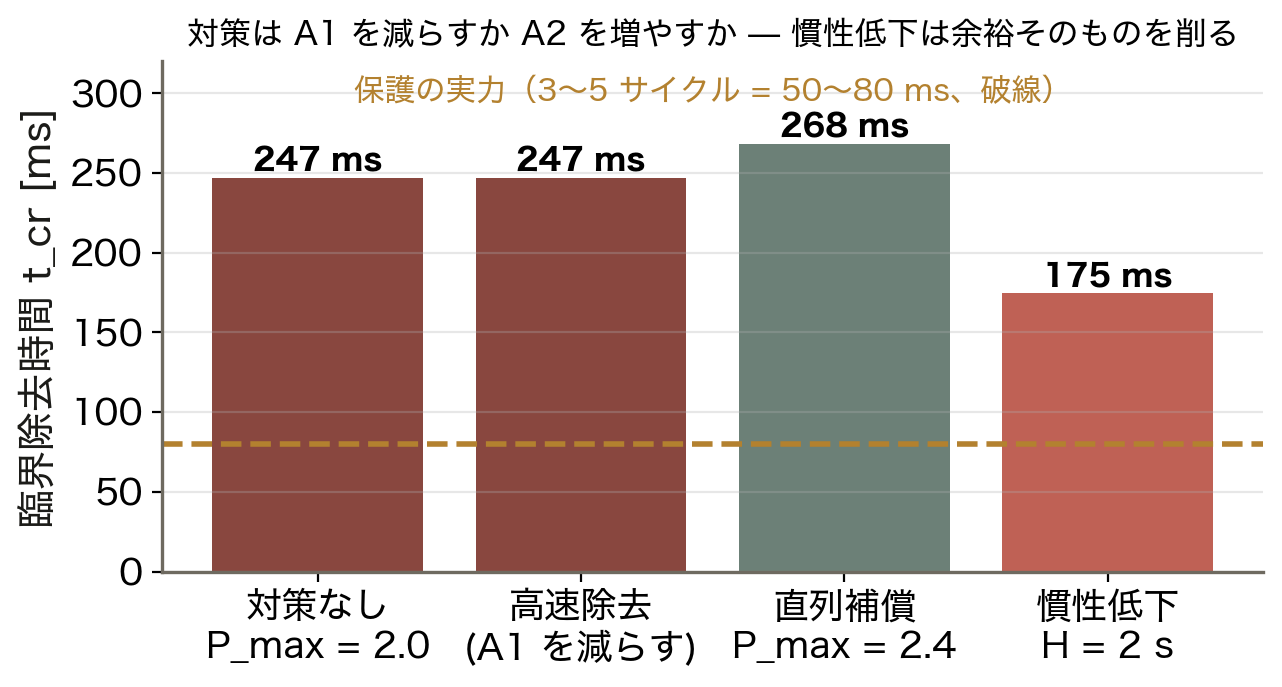 対策は A1 を減らすか A2 を増やすか — 慣性低下は余裕そのものを削る
保護の実力（3〜5 サイクル = 50〜80 ms、破線）
臨界除去時間 t_cr [ms]
300
250
200
150
100
50
0
247 ms
247 ms
268 ms
175 ms
対策なし
P_max = 2.0
高速除去
(A1 を減らす)
直列補償
P_max = 2.4
慣性低下
H = 2 s